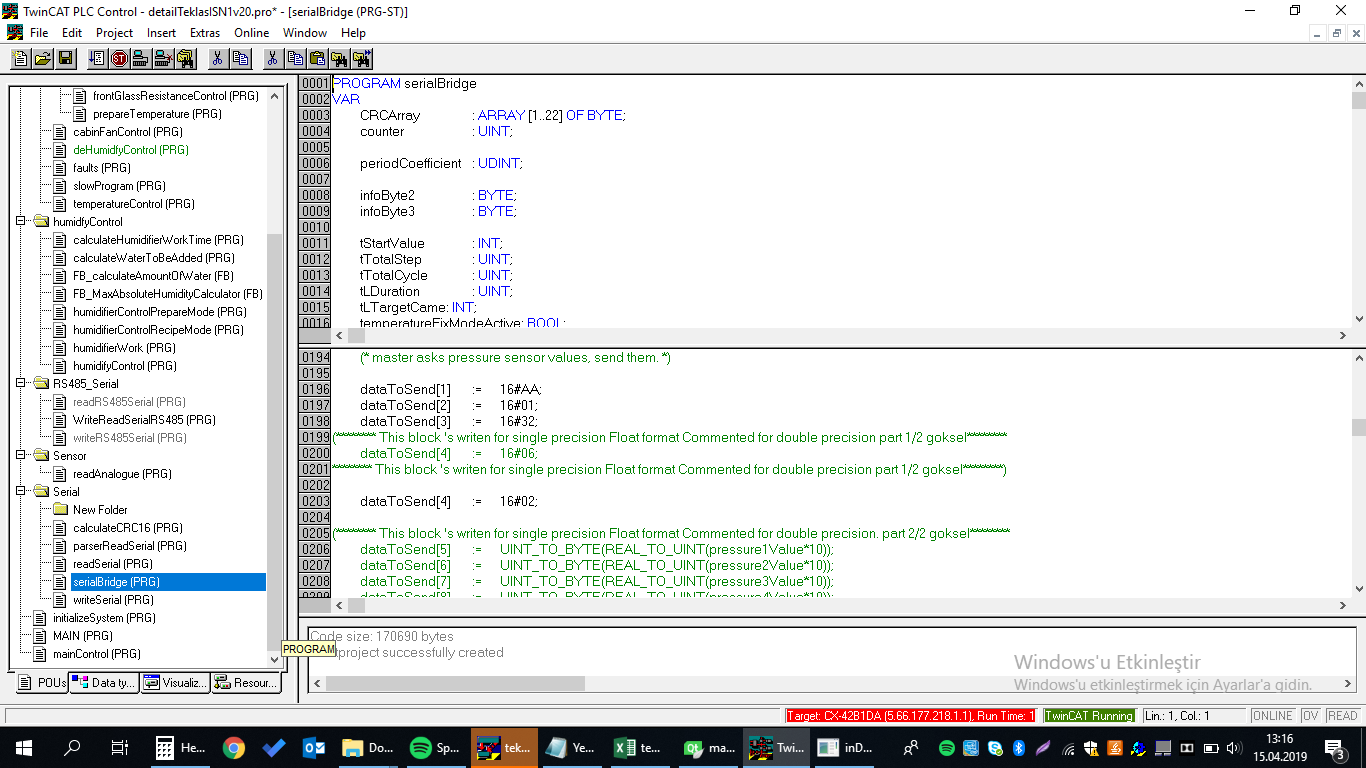 TwinCAT PLC Control - detailTeklasISN1v20.pro* - [serialBridge (PRG-ST)]
File Edit Project Insert Extras Online Window Help
frontGlassResistanceControl (PRG)
prepareTemperature (PRG)
cabinFanControl (PRG)
deHumidfyControl (PRG)
faults (PRG)
slowProgram (PRG)
temperatureControl (PRG)
humidfyControl
calculateHumidifierWorkTime (PRG)
calculateWaterToBeAdded (PRG)
FB_calculateAmountOfWater (FB)
FB_MaxAbsoluteHumidityCalculator (FB)
humidifierControlPrepareMode (PRG)
humidifierControlRecipeMode (PRG)
humidifierWork (PRG)
humidifyControl (PRG)
RS485_Serial
readRS485Serial (PRG)
WriteReadSerialRS485 (PRG)
writeRS485Serial (PRG)
Sensor
readAnalogue (PRG)
Serial
New Folder
calculateCRC16 (PRG)
parserReadSerial (PRG)
readSerial (PRG)
serialBridge (PRG)
writeSerial (PRG)
initializeSystem (PRG)
MAIN (PRG)
mainControl (PRG)
PROGRAM
POUs Data ty... Visualiz... Resour...
0001 PROGRAM serialBridge
0002 VAR
0003 CRCArray : ARRAY [1..22] OF BYTE;
0004 counter : UINT;
0005
0006 periodCoefficient : UDINT;
0007
0008 infoByte2 : BYTE;
0009 infoByte3 : BYTE;
0010
0011 tStartValue : INT;
0012 tTotalStep : UINT;
0013 tTotalCycle : UINT;
0014 tLDuration : UINT;
0015 tLTargetCame: INT;
0016 temperatureFixModeActive: BOOL;
0194 (* master asks pressure sensor values, send them. *)
0195
0196 dataToSend[1] := 16#AA;
0197 dataToSend[2] := 16#01;
0198 dataToSend[3] := 16#32;
0199 (********* This block 's writen for single precision Float format Commented for double precision part 1/2 goksel*********
0200 dataToSend[4] := 16#06;
0201 ********* This block 's writen for single precision Float format Commented for double precision part 1/2 goksel*********)
0202
0203 dataToSend[4] := 16#02;
0204
0205 (********* This block 's writen for single precision Float format Commented for double precision. part 2/2 goksel*********
0206 dataToSend[5] := UINT_TO_BYTE(REAL_TO_UINT(pressure1Value*10));
0207 dataToSend[6] := UINT_TO_BYTE(REAL_TO_UINT(pressure2Value*10));
0208 dataToSend[7] := UINT_TO_BYTE(REAL_TO_UINT(pressure3Value*10));
0209 dataToSend[8] := UINT_TO_BYTE(REAL_TO_UINT(pressure4Value*10));
Code size: 170690 bytes
project successfully created
Windows'u Etkinleştir
Windows'u etkinleştirmek için Ayarlar'a gidin.
Target: CX-42B1DA (5.66.177.218.1.1), Run Time: 1 TwinCAT Running Lin.: 1, Col.: 1 ONLINE OV READ
He... Do... Sp... tek... Ye... te... ma... Twi... inD...
13:16
15.04.2019
3